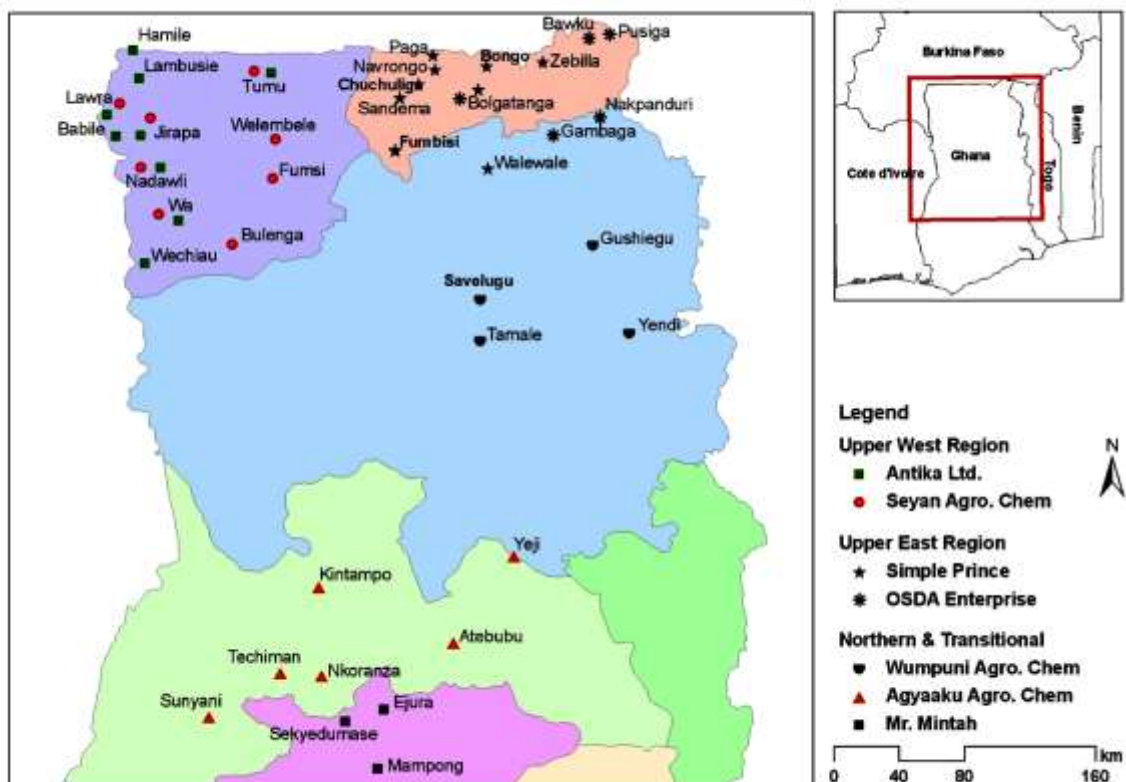 Hamile
Lambusie
Tumu
Lawra
Babile
Jirapa
Welembele
Nadawli
Fumsi
Wa
Bulenga
Wechiau
Paga
Navrongo
Chuchuliga
Sandema
Bongo
Bolgatanga
Zebilla
Bawku
Pusiga
Nakpanduri
Gambaga
Fumbisi
Walewale
Gushiegu
Savelugu
Tamale
Yendi
Yeji
Kintampo
Atebubu
Techiman
Nkoranza
Sunyani
Ejura
Sekyedumase
Mampong
Burkina Faso
Benin
Ghana
Cote d'Ivoire
Togo
Legend
Upper West Region
Antika Ltd.
Seyan Agro. Chem
Upper East Region
Simple Prince
OSDA Enterprise
Northern & Transitional
Wumpuni Agro. Chem
Agyaaku Agro. Chem
Mr. Mintah
N
km
0 40 80 160